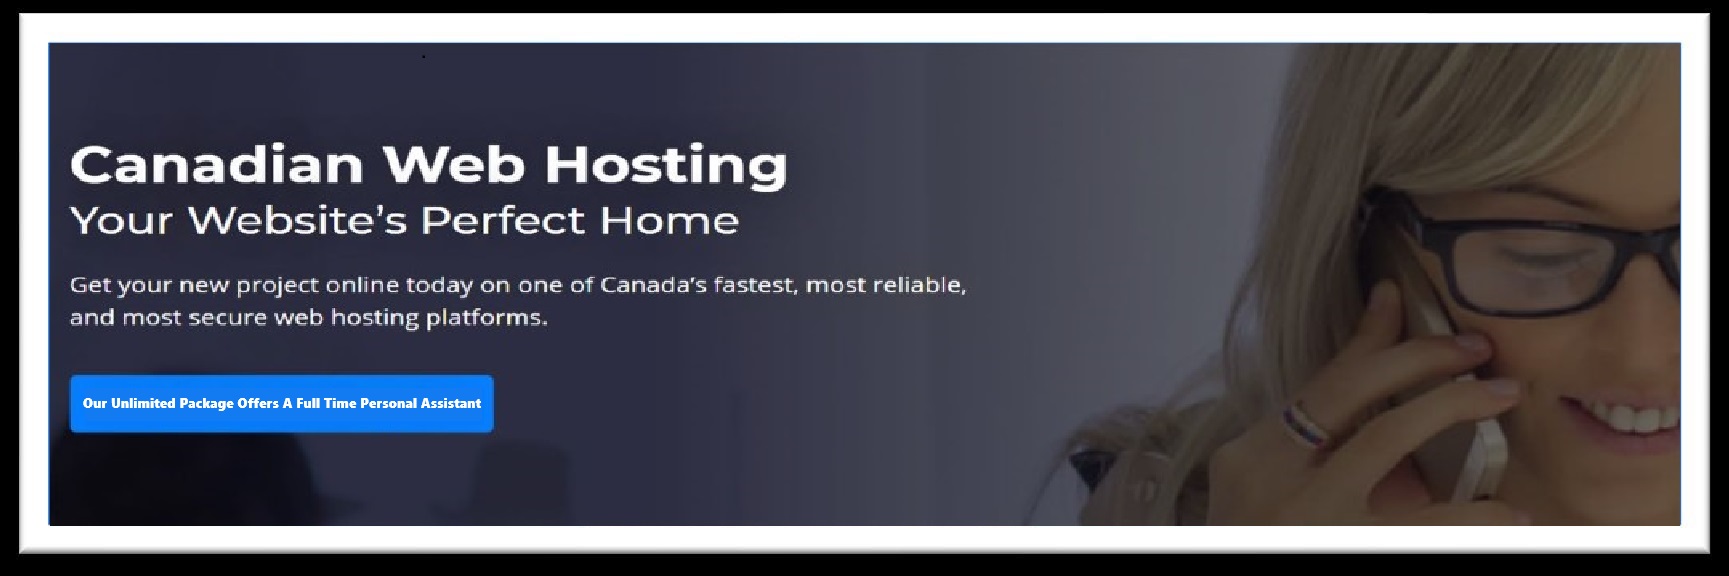 Canadian Web Hosting
Your Website’s Perfect Home
Get your new project online today on one of Canada’s fastest, most reliable,
and most secure web hosting platforms.
Our Unlimited Package Offers A Full Time Personal Assistant